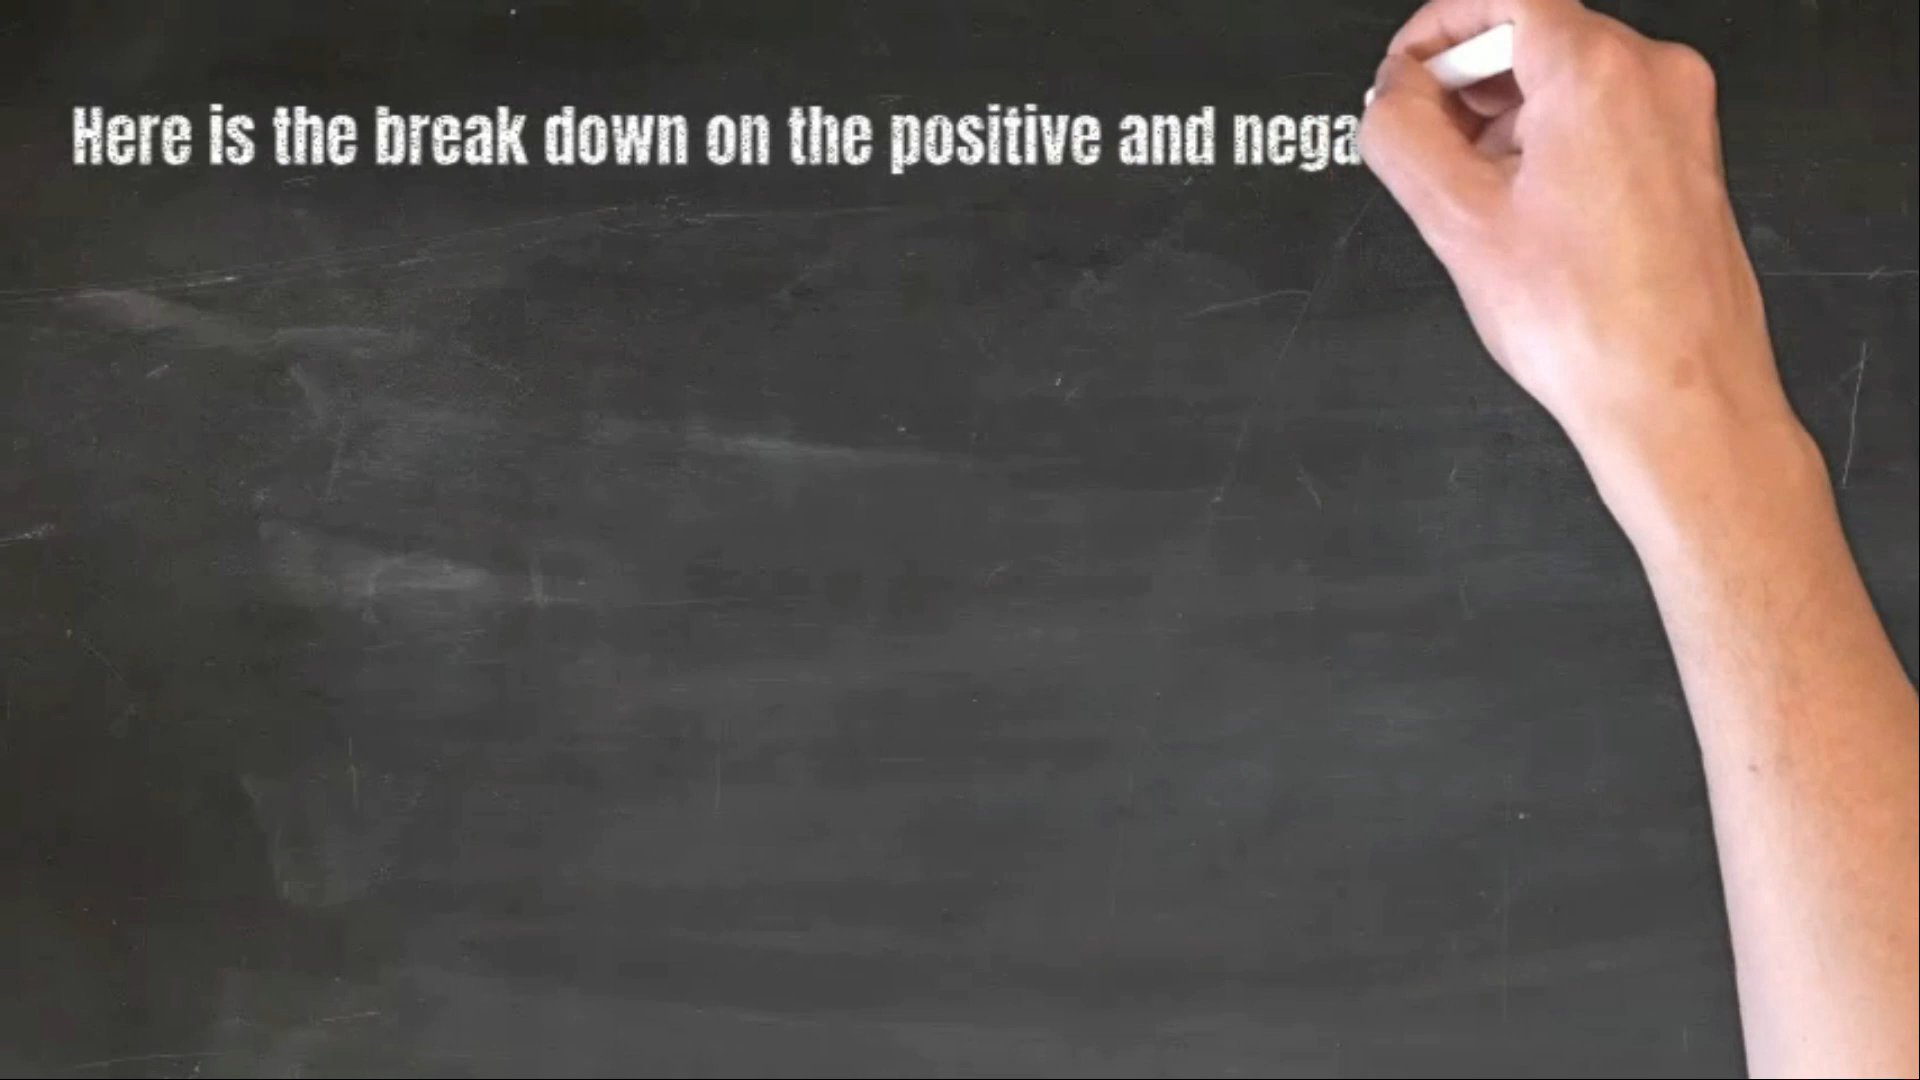 Here is the break down on the positive and nega